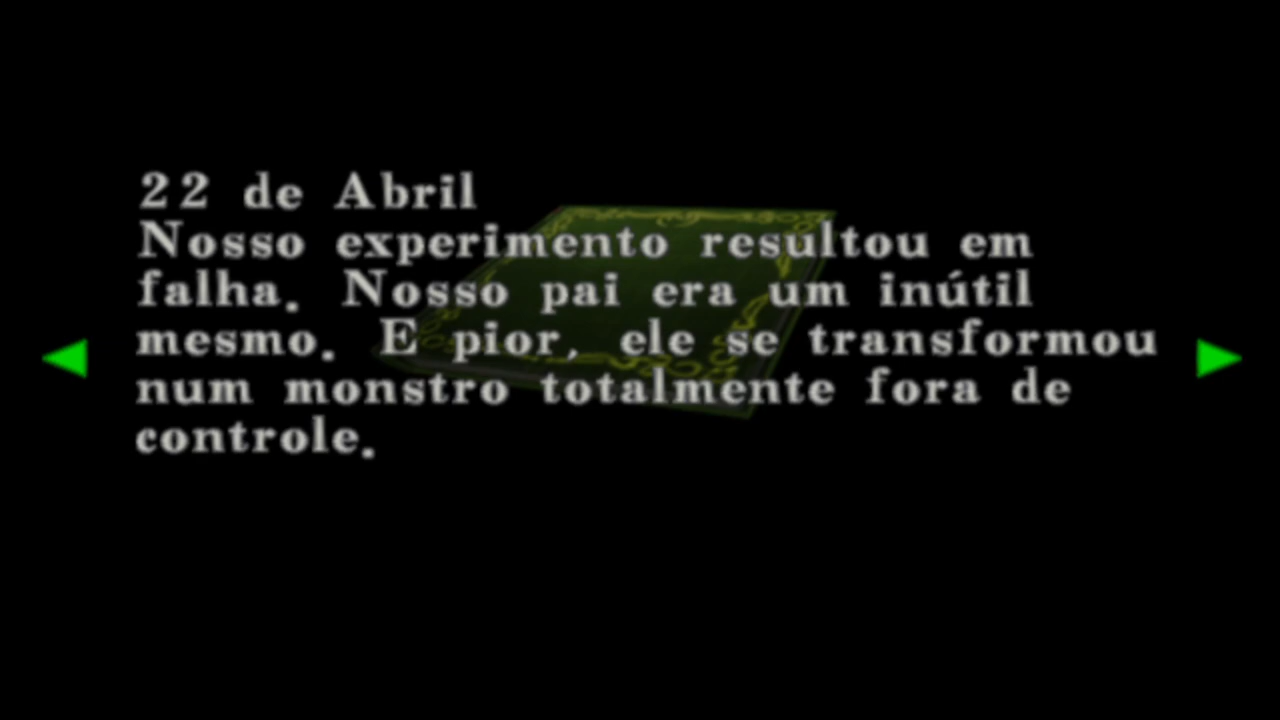 22 de Abril
Nosso experimento resultou em
falha. Nosso pai era um inútil
mesmo. E pior, ele se transformou
num monstro totalmente fora de
controle.